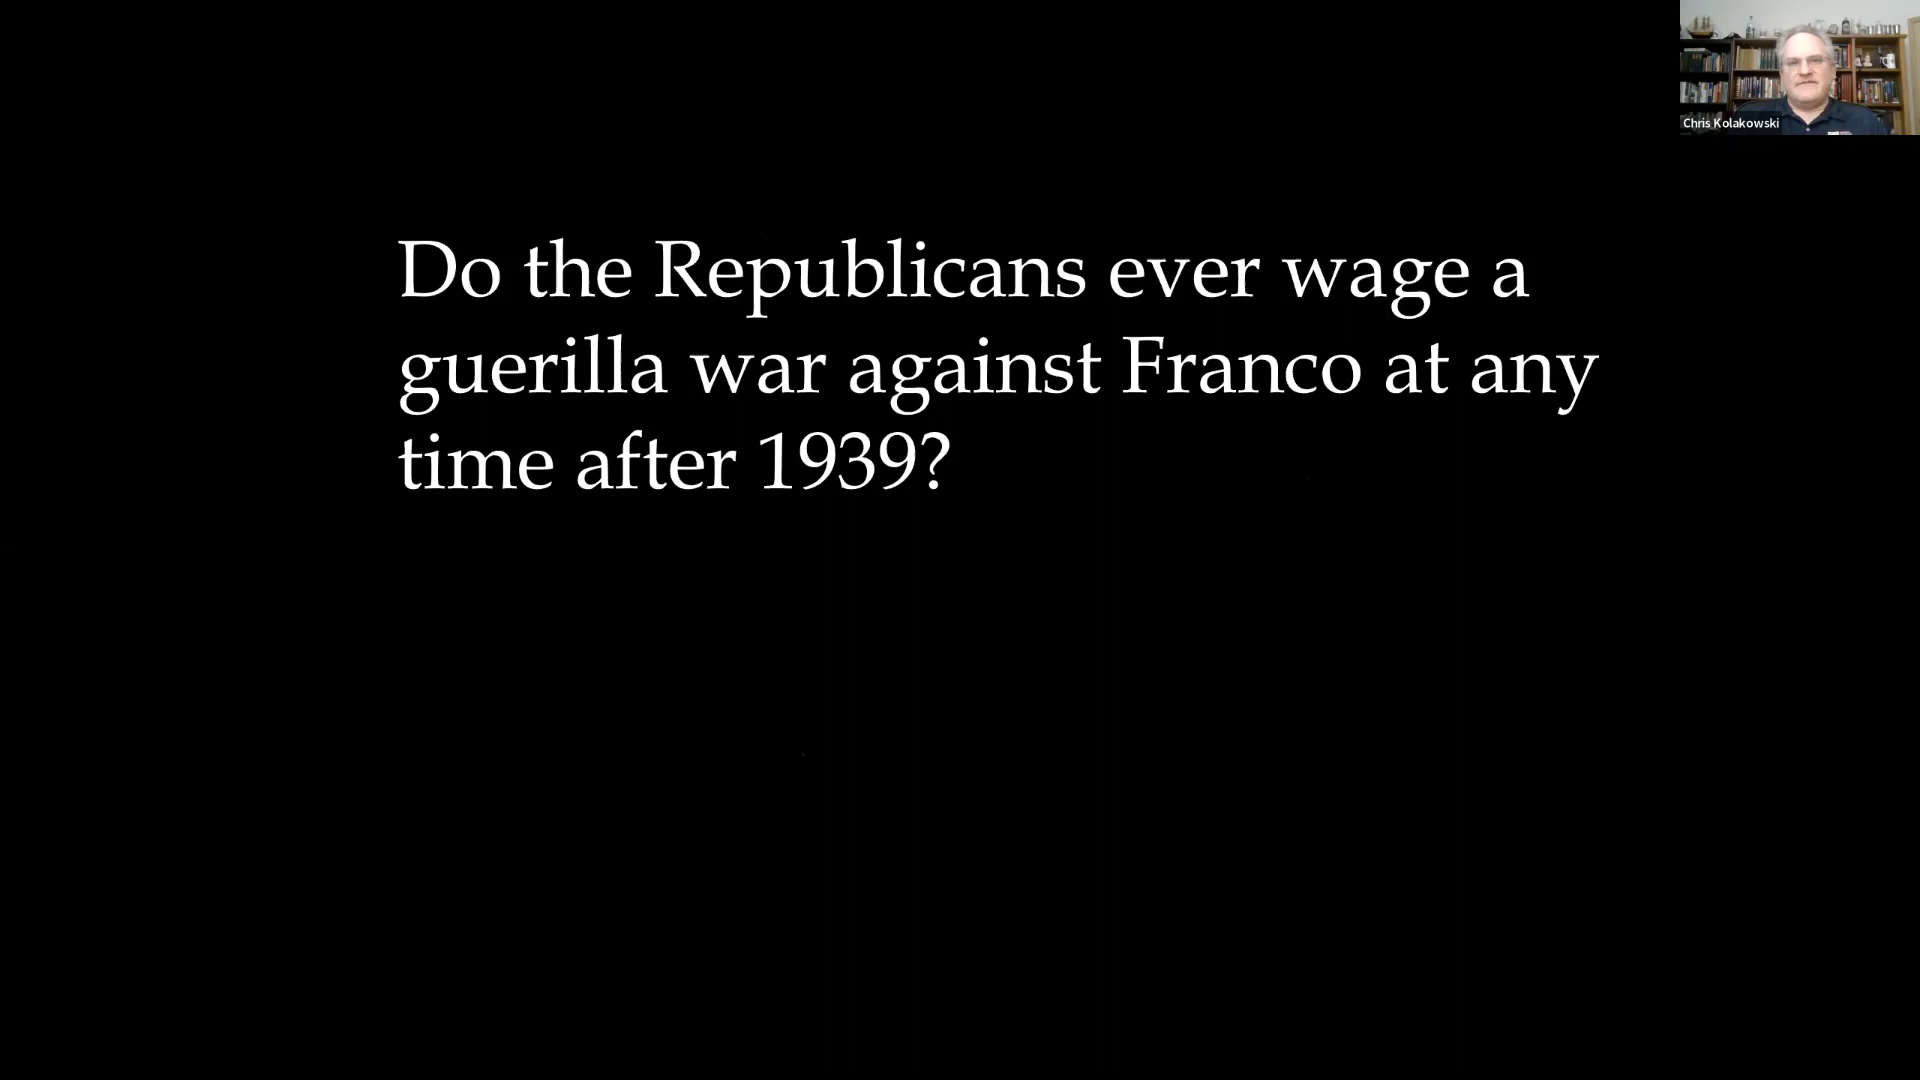 Chris Kolakowski
Do the Republicans ever wage a
guerilla war against Franco at any
time after 1939?